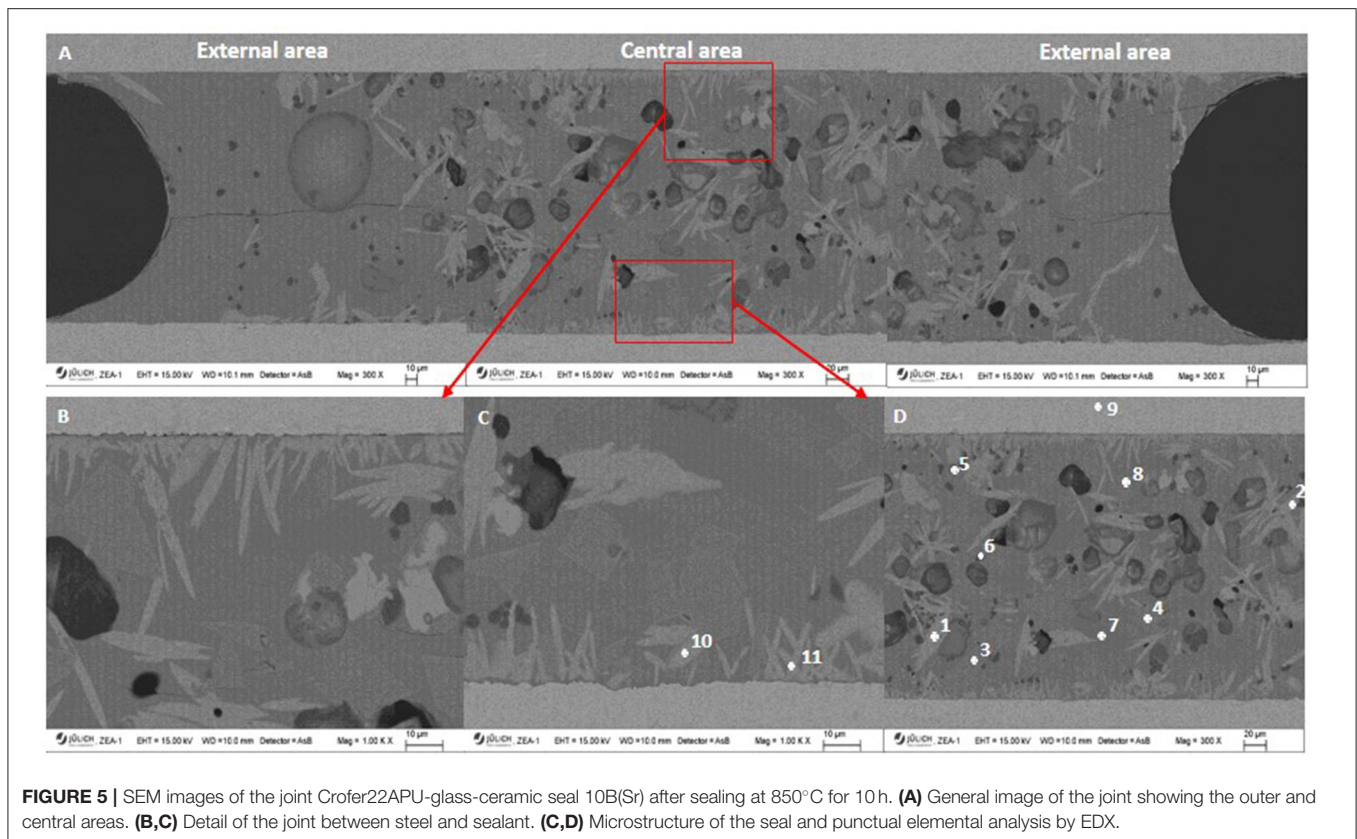 A External area Central area External area
JÜLICH ZEA-1 EHT = 15.00 kV WD = 10.1 mm Detector = AsB Mag = 300 X 10 µm
JÜLICH ZEA-1 EHT = 15.00 kV WD = 10.0 mm Detector = AsB Mag = 300 X 20 µm
JÜLICH ZEA-1 EHT = 15.00 kV WD = 10.1 mm Detector = AsB Mag = 300 X 10 µm
B
JÜLICH ZEA-1 EHT = 15.00 kV WD = 10.0 mm Detector = AsB Mag = 1.00 K X 10 µm
C
10
11
JÜLICH ZEA-1 EHT = 15.00 kV WD = 10.0 mm Detector = AsB Mag = 1.00 K X 10 µm
D
9
5
8
2
6
4
1
7
3
JÜLICH ZEA-1 EHT = 15.00 kV WD = 10.0 mm Detector = AsB Mag = 300 X 20 µm
FIGURE 5 | SEM images of the joint Crofer22APU-glass-ceramic seal 10B(Sr) after sealing at 850°C for 10 h. (A) General image of the joint showing the outer and
central areas. (B,C) Detail of the joint between steel and sealant. (C,D) Microstructure of the seal and punctual elemental analysis by EDX.